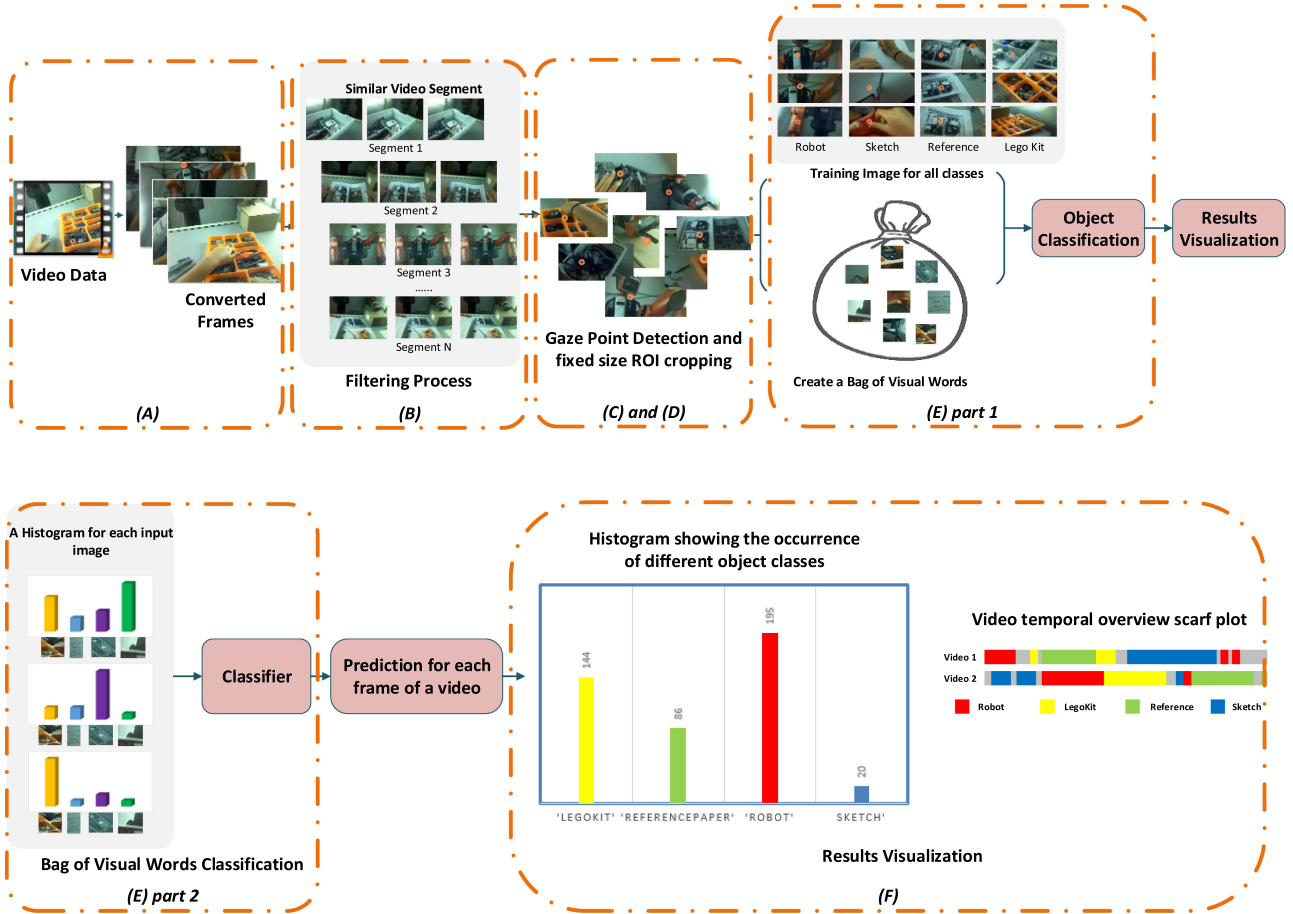 Video Data
Converted
Frames
(A)
Similar Video Segment
Segment 1
Segment 2
Segment 3
......
Segment N
Filtering Process
(B)
Gaze Point Detection and
fixed size ROI cropping
(C) and (D)
Robot
Sketch
Reference
Lego Kit
Training Image for all classes
Create a Bag of Visual Words
(E) part 1
Object
Classification
Results
Visualization
A Histogram for each input
image
Bag of Visual Words Classification
(E) part 2
Classifier
Prediction for each
frame of a video
Histogram showing the occurrence
of different object classes
144
86
195
20
'LEGOKIT'
'REFERENCEPAPER'
'ROBOT'
SKETCH'
Video temporal overview scarf plot
Video 1
Video 2
Robot
LegoKit
Reference
Sketch
Results Visualization
(F)